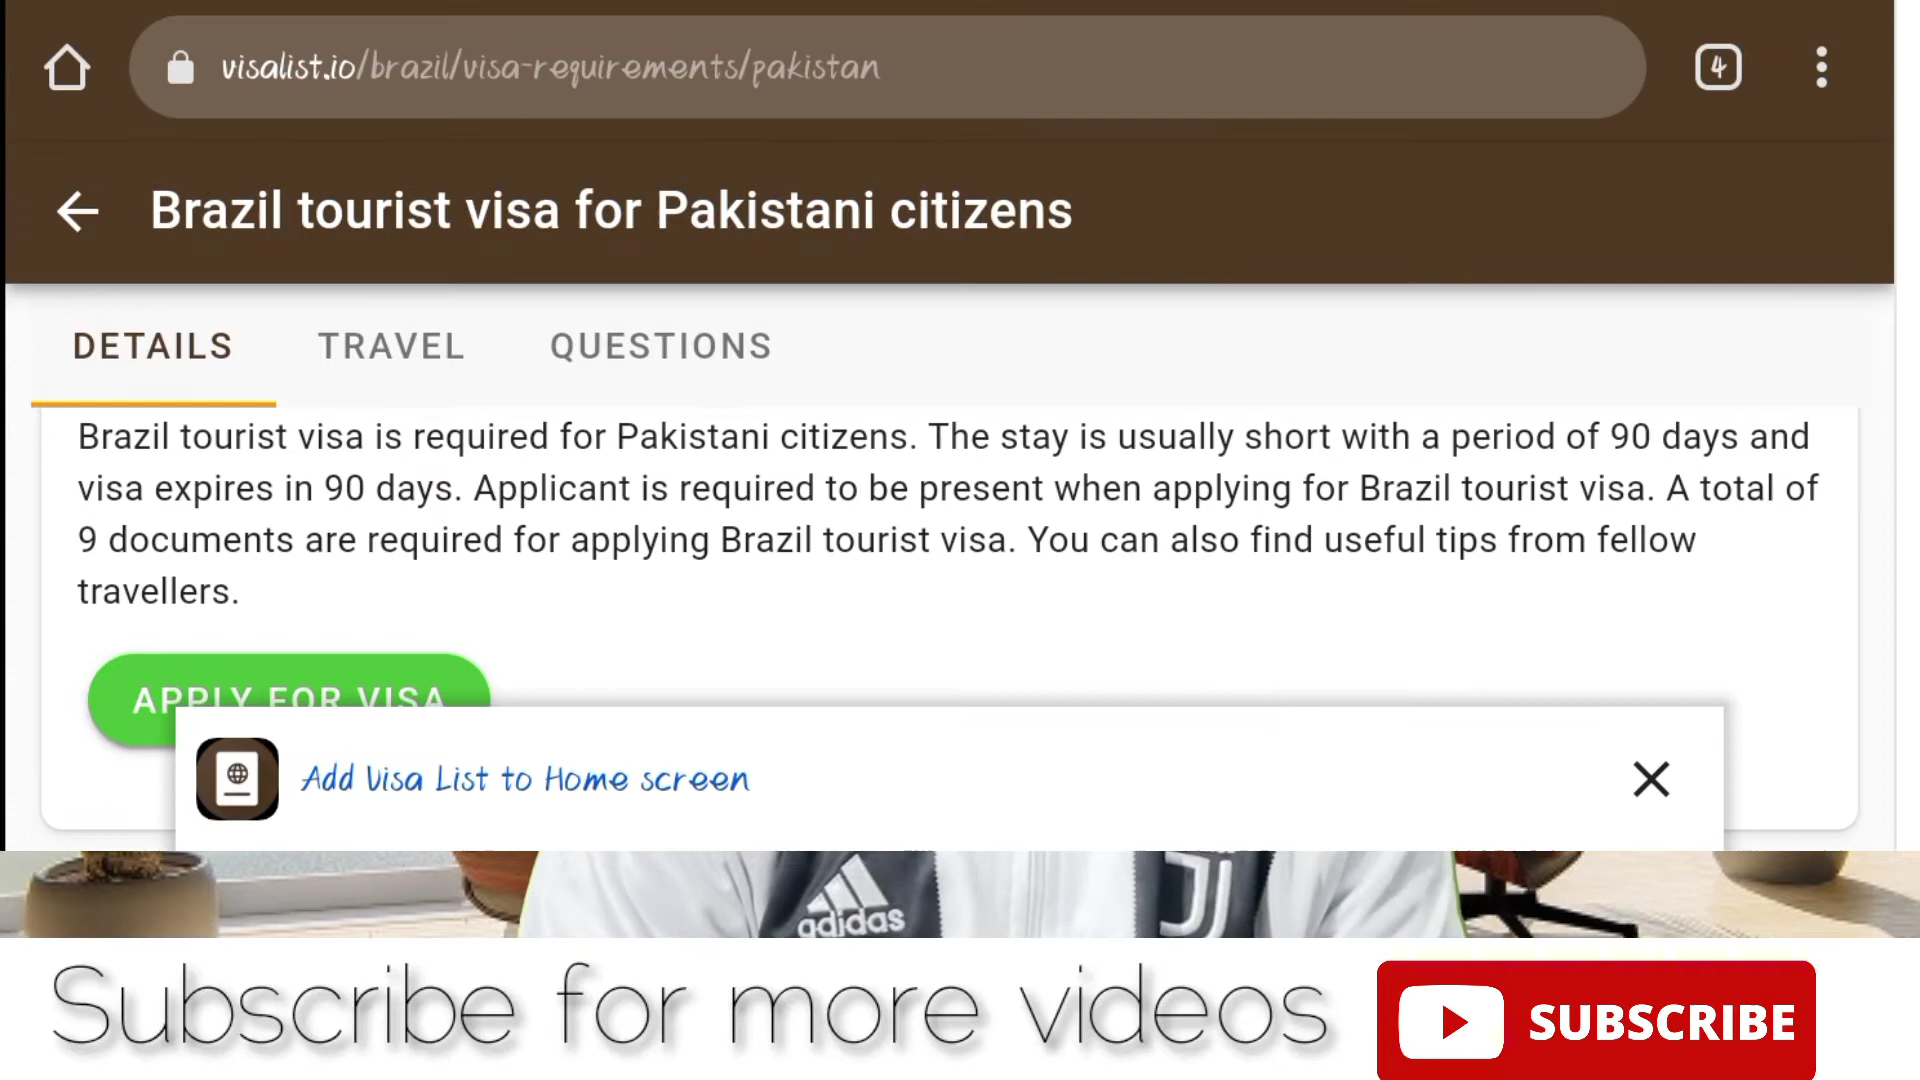 visalist.io/brazil/visa-requirements/pakistan
4
Brazil tourist visa for Pakistani citizens
DETAILS TRAVEL QUESTIONS
Brazil tourist visa is required for Pakistani citizens. The stay is usually short with a period of 90 days and
visa expires in 90 days. Applicant is required to be present when applying for Brazil tourist visa. A total of
9 documents are required for applying Brazil tourist visa. You can also find useful tips from fellow
travellers.
APPLY FOR VISA
Add Visa List to Home screen
adidas
Subscribe for more videos
SUBSCRIBE